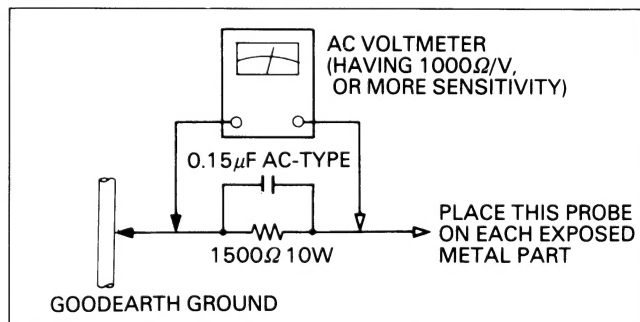 AC VOLTMETER
(HAVING 1000Ω/V,
OR MORE SENSITIVITY)
0.15μF AC-TYPE
1500Ω 10W
PLACE THIS PROBE
ON EACH EXPOSED
METAL PART
GOODEARTH GROUND